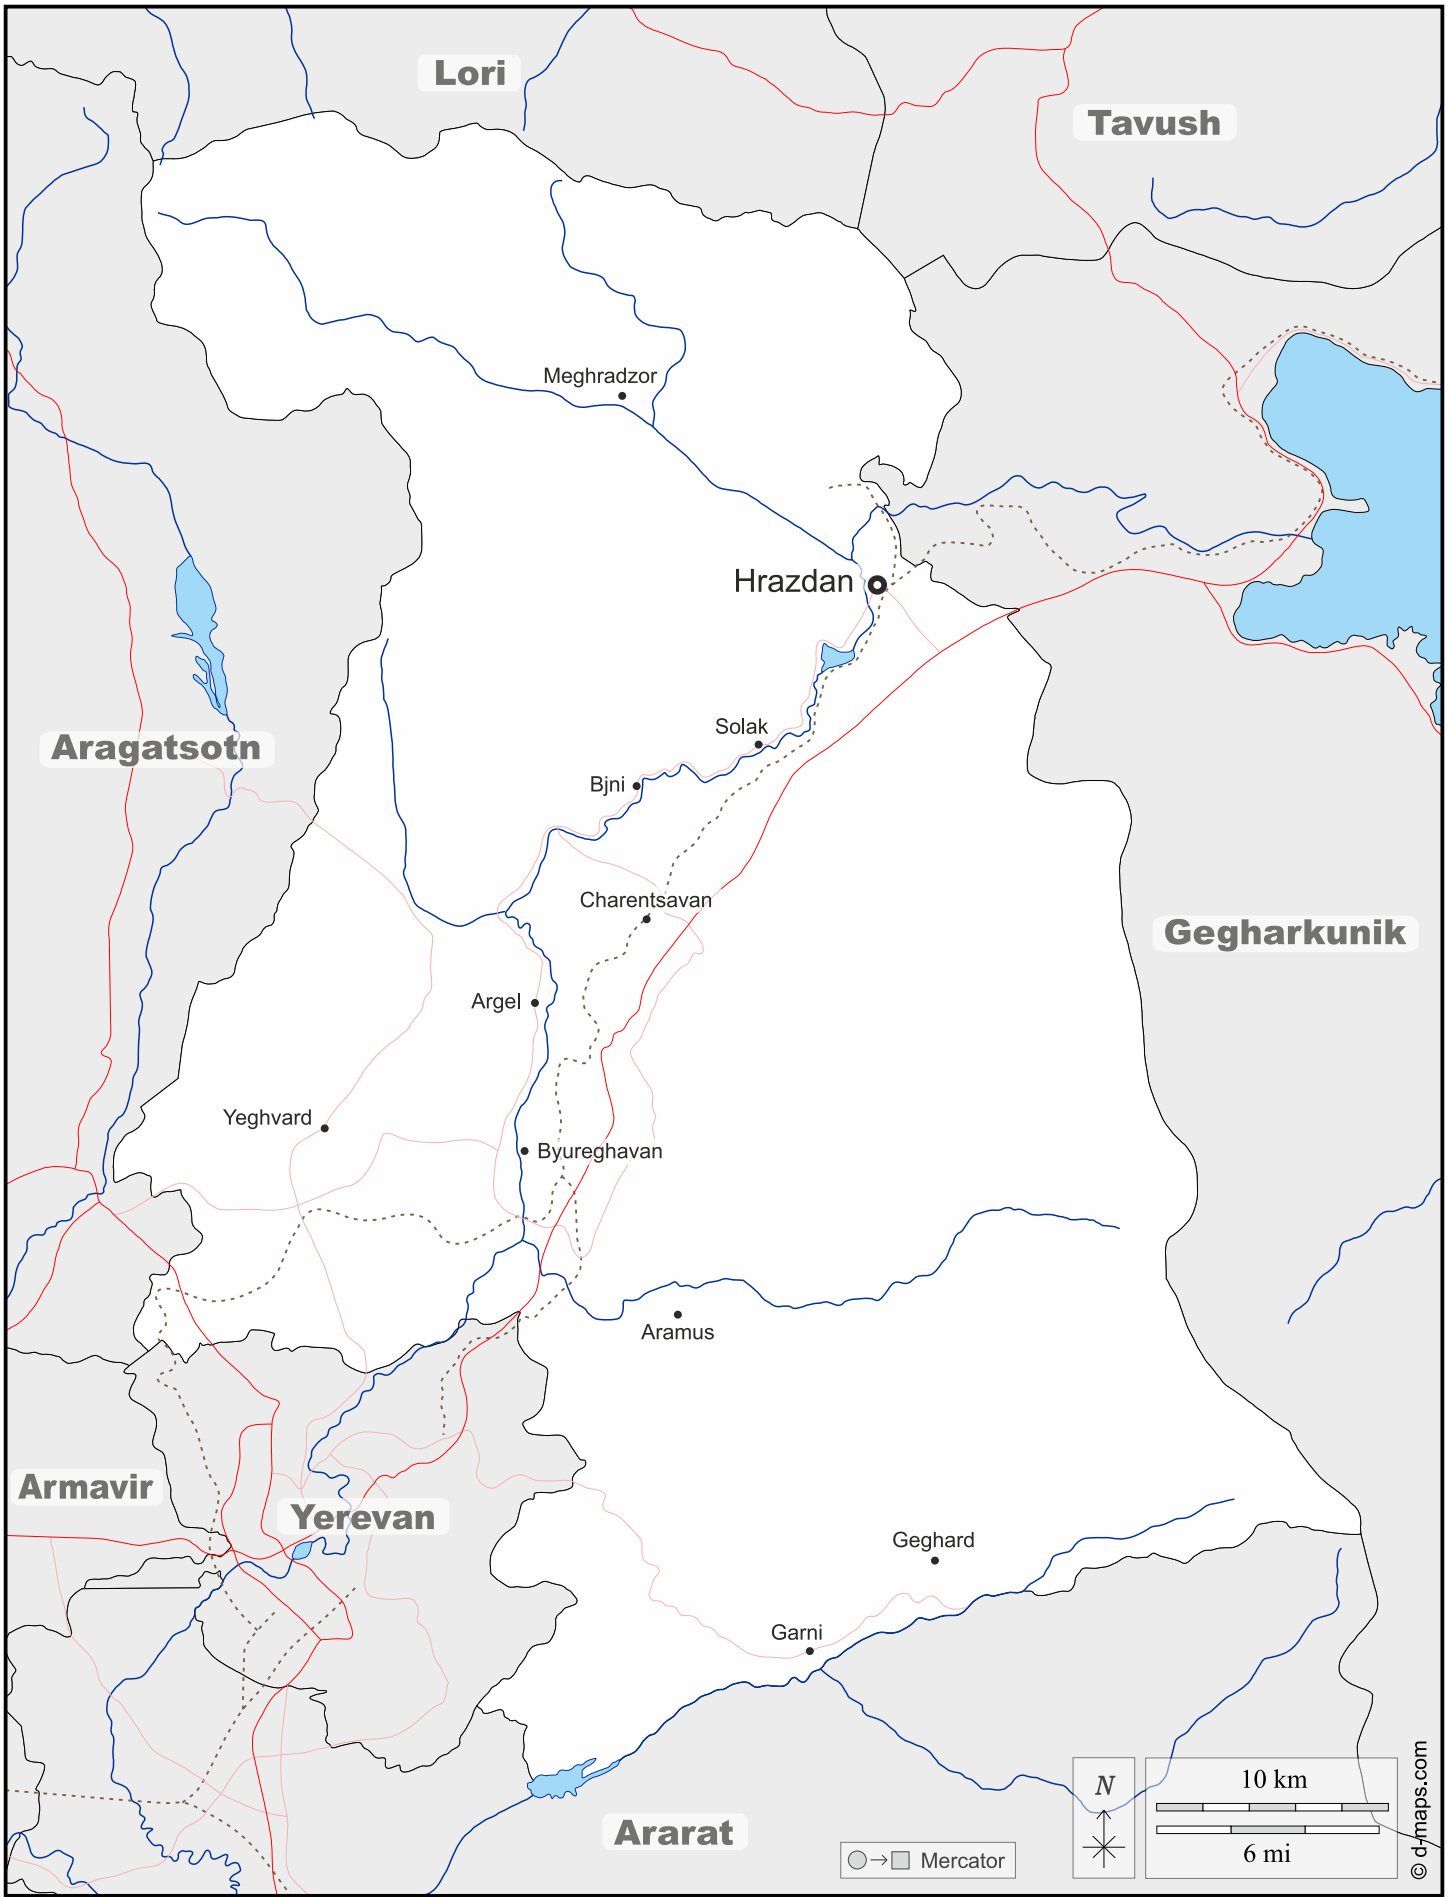 Lori
Tavush
Meghradzor
Hrazdan
Solak
Aragatsotn
Bjni
Charentsavan
Gegharkunik
Argel
Yeghvard
Byureghavan
Aramus
Armavir
Yerevan
Geghard
Garni
N
10 km
6 mi
Ararat
Mercator
© d-maps.com